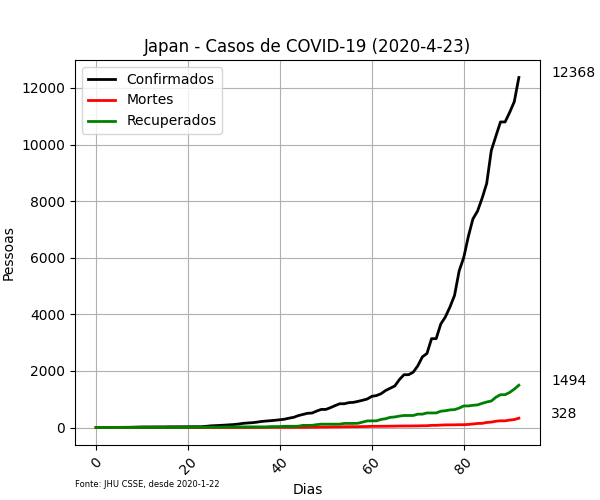 Japan - Casos de COVID-19 (2020-4-23)
Confirmados
Mortes
Recuperados
12368
1494
328
12000
10000
8000
6000
4000
2000
0
Pessoas
0 20 40 60 80
Dias
Fonte: JHU CSSE, desde 2020-1-22